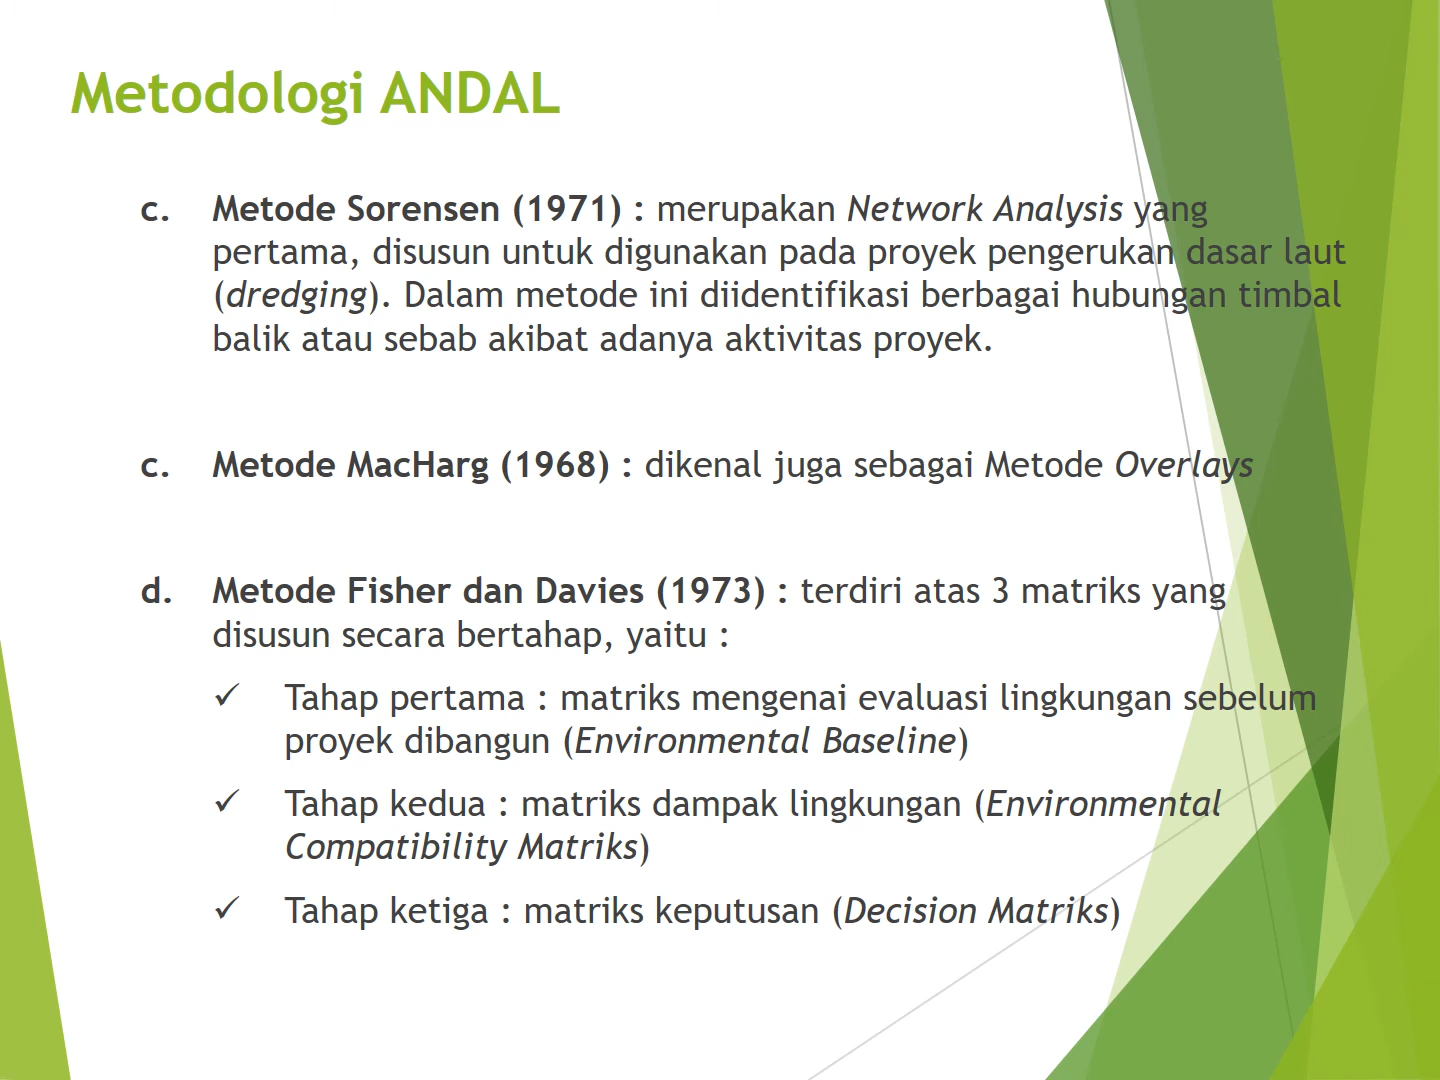 Metodologi ANDAL
c. Metode Sorensen (1971) : merupakan Network Analysis yang
pertama, disusun untuk digunakan pada proyek pengerukan dasar laut
(dredging). Dalam metode ini diidentifikasi berbagai hubungan timbal
balik atau sebab akibat adanya aktivitas proyek.
c. Metode MacHarg (1968) : dikenal juga sebagai Metode Overlays
d. Metode Fisher dan Davies (1973) : terdiri atas 3 matriks yang
disusun secara bertahap, yaitu :
✓ Tahap pertama : matriks mengenai evaluasi lingkungan sebelum
proyek dibangun (Environmental Baseline)
✓ Tahap kedua : matriks dampak lingkungan (Environmental
Compatibility Matriks)
✓ Tahap ketiga : matriks keputusan (Decision Matriks)